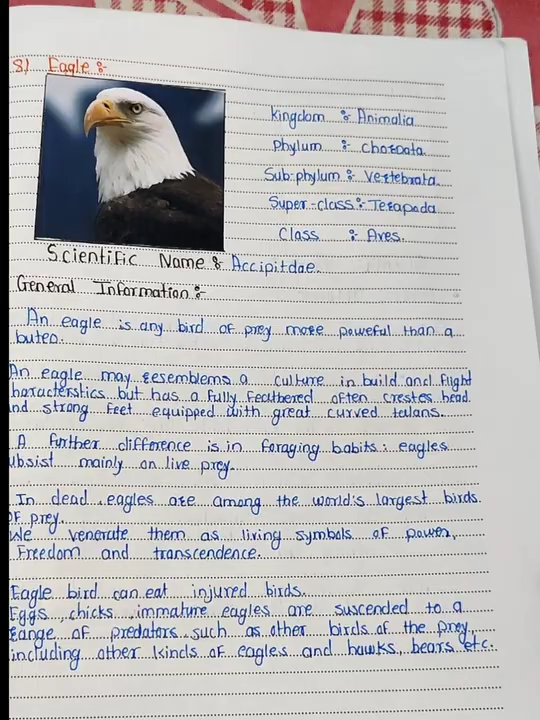 8) Eagle :-
Kingdom : Animalia
Phylum : Chordata
Sub-phylum : Vertebrata
Super-class : Terapoda
Class : Aves.
Scientific Name : Accipitdae.
General Information :-
An eagle is any bird of prey more powerful than a
buteo.
An eagle may resemblems a culture in build and flight
haracterstics but has a fully feathered often crestes head
nd strong feet equipped with great curved talans.
A further difference is in foraging babits : eagles
ubsist mainly on live prey.
In dead, eagles are among the world's largest birds
of prey.
We venerate them as living symbols of power,
Freedom and transcendence.
Eagle bird can eat injured birds.
Eggs, chicks, immature eagles are suscended to a
range of predators such as other birds of the prey,
including other kinds of eagles and hawks, bears etc.